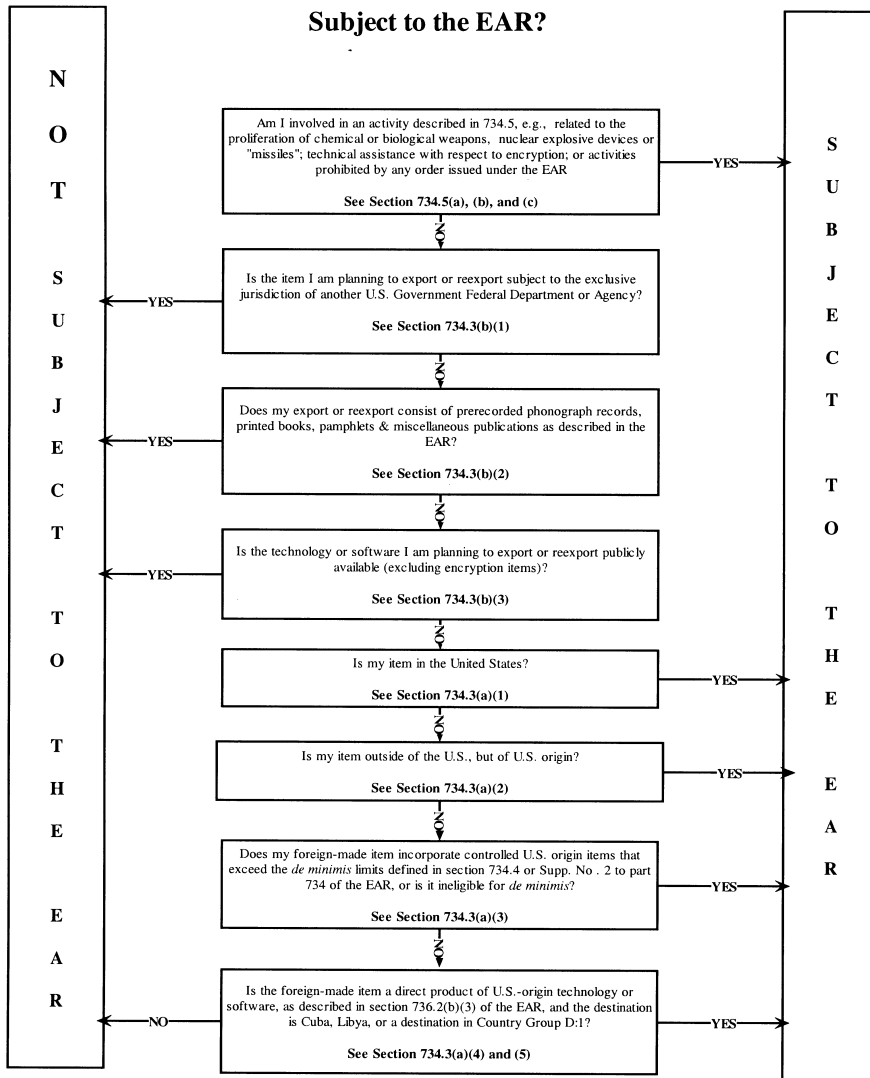 Subject to the EAR?
NOT SUBJECT TO THE EAR
SUBJECT TO THE EAR
Am I involved in an activity described in 734.5, e.g., related to the
proliferation of chemical or biological weapons, nuclear explosive devices or
"missiles"; technical assistance with respect to encryption; or activities
prohibited by any order issued under the EAR
See Section 734.5(a), (b), and (c)
YES
NO
Is the item I am planning to export or reexport subject to the exclusive
jurisdiction of another U.S. Government Federal Department or Agency?
See Section 734.3(b)(1)
YES
NO
Does my export or reexport consist of prerecorded phonograph records,
printed books, pamphlets & miscellaneous publications as described in the
EAR?
See Section 734.3(b)(2)
YES
NO
Is the technology or software I am planning to export or reexport publicly
available (excluding encryption items)?
See Section 734.3(b)(3)
YES
NO
Is my item in the United States?
See Section 734.3(a)(1)
YES
NO
Is my item outside of the U.S., but of U.S. origin?
See Section 734.3(a)(2)
YES
NO
Does my foreign-made item incorporate controlled U.S. origin items that
exceed the de minimis limits defined in section 734.4 or Supp. No . 2 to part
734 of the EAR, or is it ineligible for de minimis?
See Section 734.3(a)(3)
YES
NO
Is the foreign-made item a direct product of U.S.-origin technology or
software, as described in section 736.2(b)(3) of the EAR, and the destination
is Cuba, Libya, or a destination in Country Group D:1?
See Section 734.3(a)(4) and (5)
NO
YES